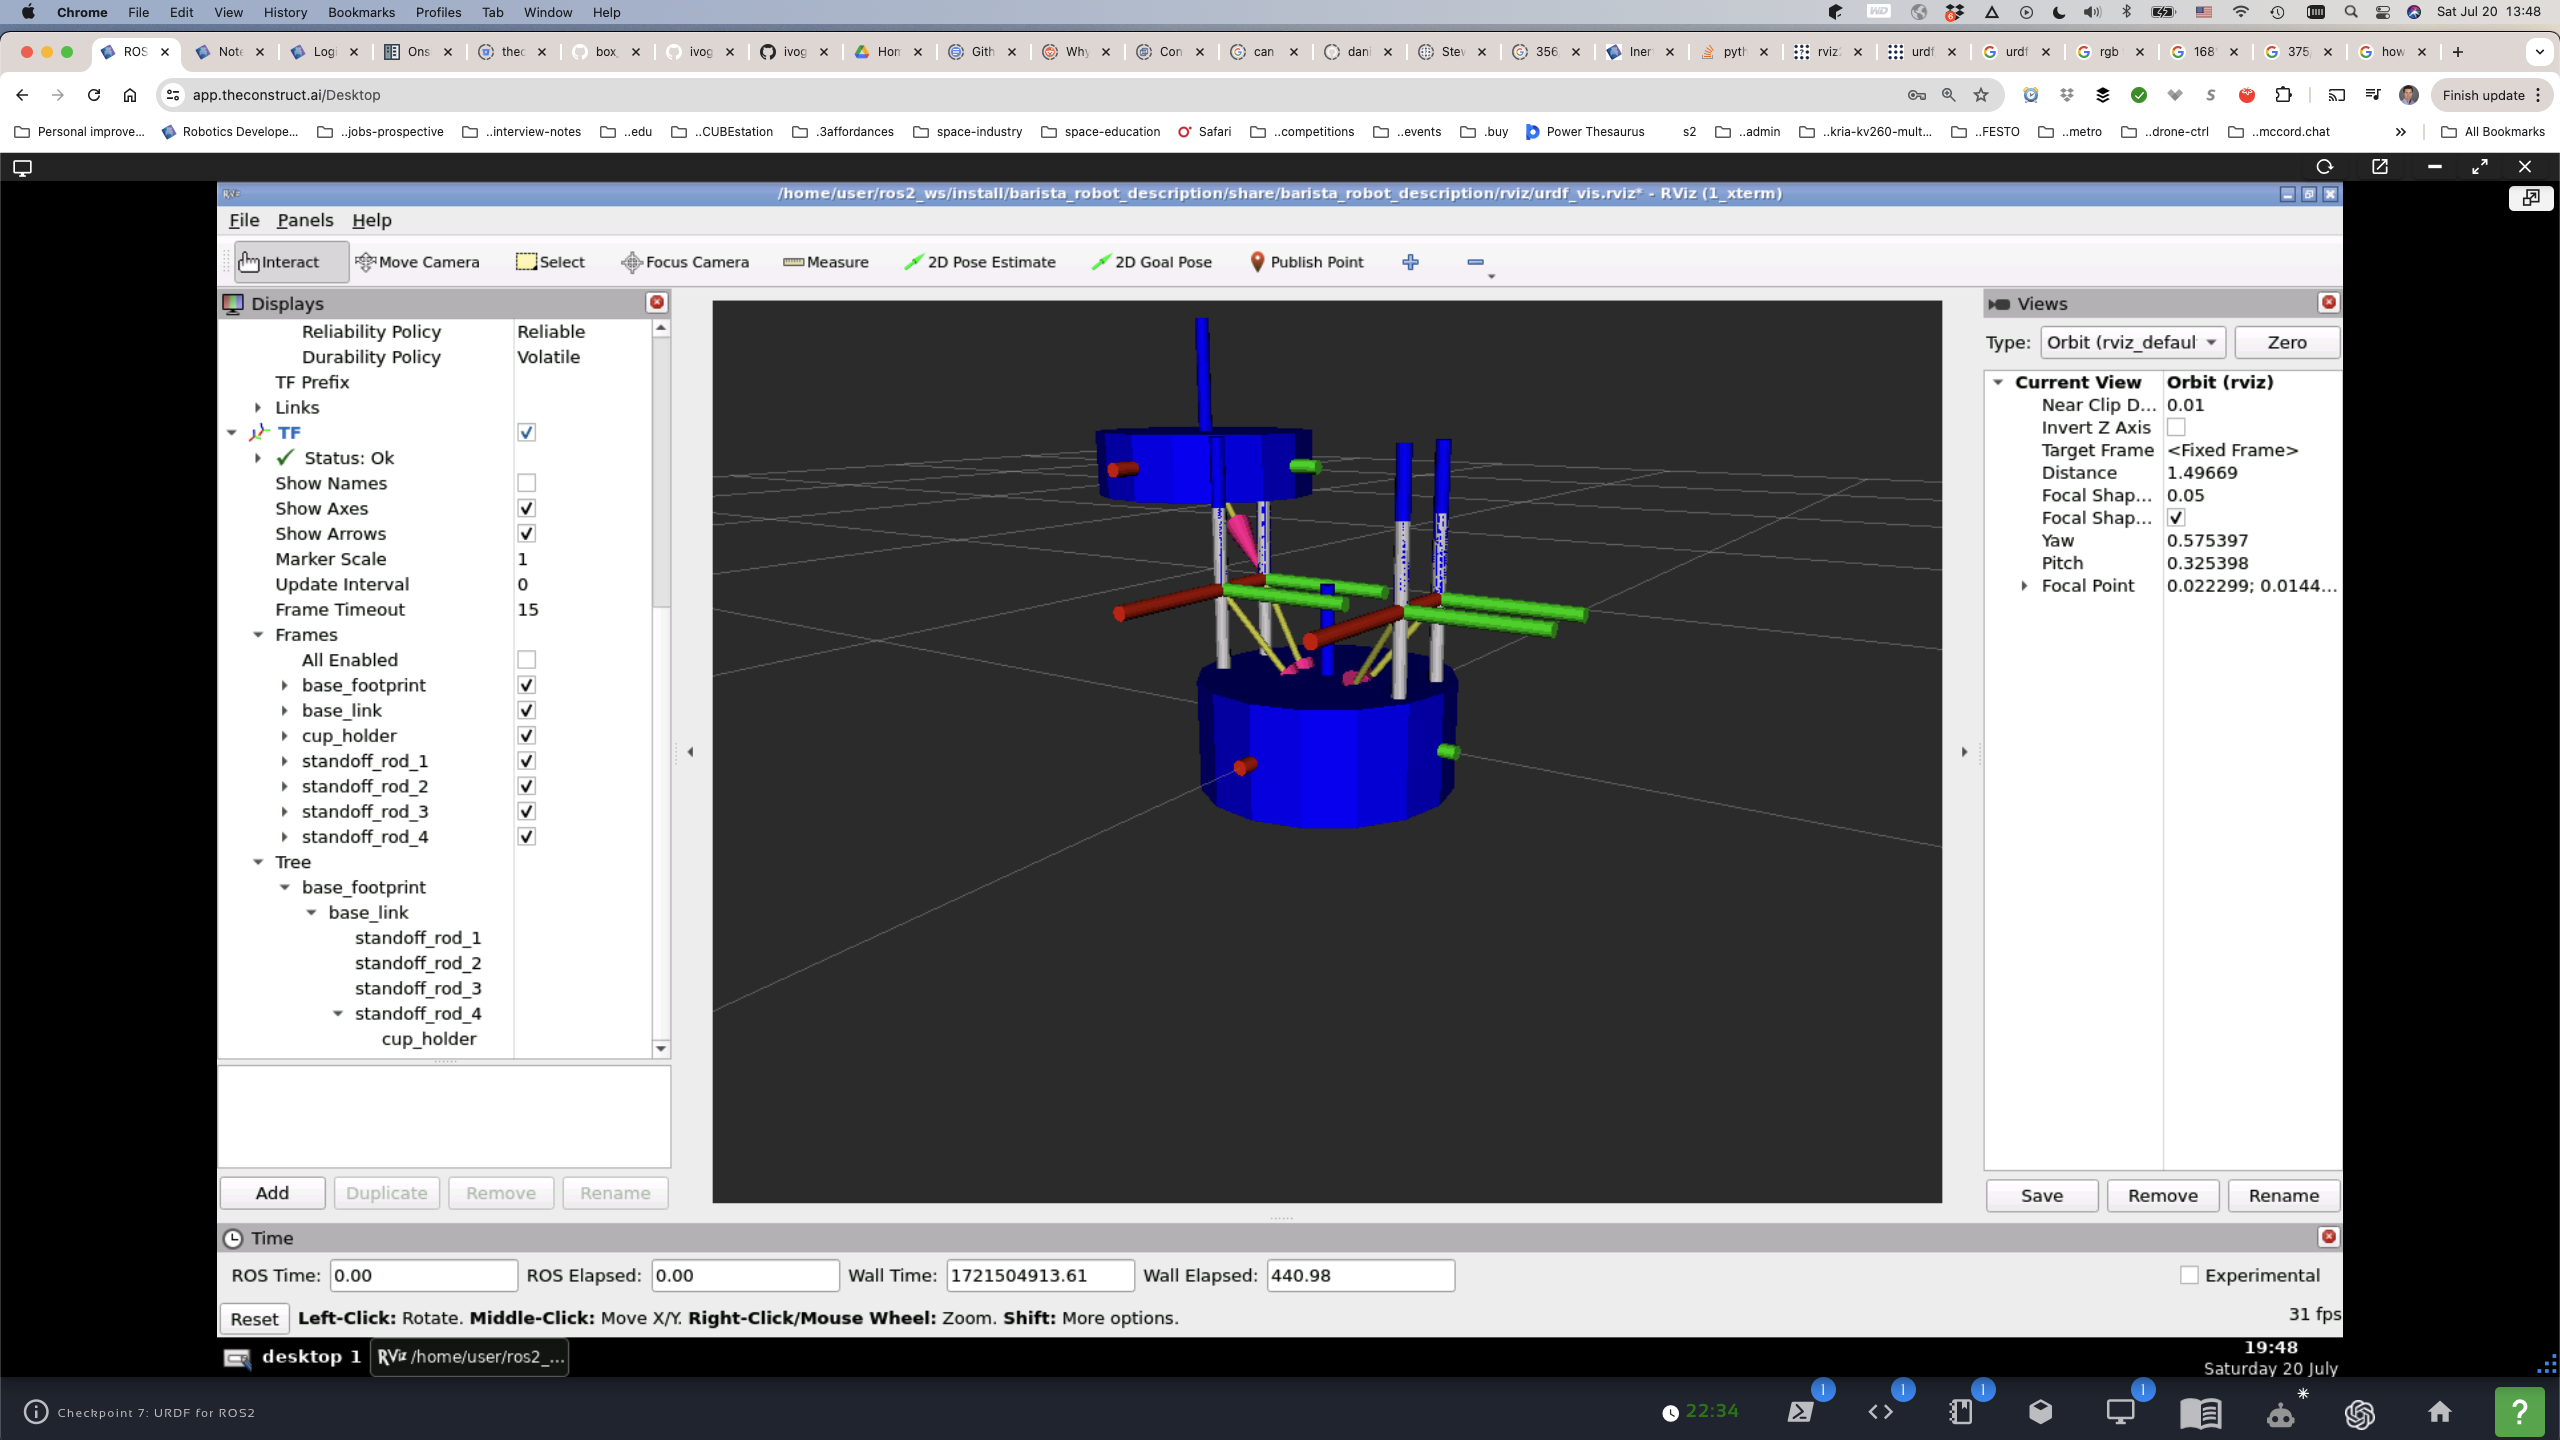 Chrome File Edit View History Bookmarks Profiles Tab Window Help
Sat Jul 20 13:48
ROS Note Logi Ons thec box_ ivog ivog Hom Gith Why Con can dani Stev 356 Iner pyth rviz urdf urdf rgb 168 375, how
app.theconstruct.ai/Desktop
Finish update
Personal improve... Robotics Develope... ..jobs-prospective ..interview-notes ..edu ..CUBEstation .3affordances space-industry space-education Safari ..competitions ..events .buy Power Thesaurus s2 ..admin ..kria-kv260-mult... ..FESTO ..metro ..drone-ctrl ..mccord.chat » All Bookmarks
/home/user/ros2_ws/install/barista_robot_description/share/barista_robot_description/rviz/urdf_vis.rviz* - RViz (1_xterm)
File Panels Help
Interact Move Camera Select Focus Camera Measure 2D Pose Estimate 2D Goal Pose Publish Point
Displays
Reliability Policy Reliable
Durability Policy Volatile
TF Prefix
Links
TF
Status: Ok
Show Names
Show Axes
Show Arrows
Marker Scale 1
Update Interval 0
Frame Timeout 15
Frames
All Enabled
base_footprint
base_link
cup_holder
standoff_rod_1
standoff_rod_2
standoff_rod_3
standoff_rod_4
Tree
base_footprint
base_link
standoff_rod_1
standoff_rod_2
standoff_rod_3
standoff_rod_4
cup_holder
Add Duplicate Remove Rename
Views
Type: Orbit (rviz_defaul Zero
Current View Orbit (rviz)
Near Clip D... 0.01
Invert Z Axis
Target Frame <Fixed Frame>
Distance 1.49669
Focal Shap... 0.05
Focal Shap...
Yaw 0.575397
Pitch 0.325398
Focal Point 0.022299; 0.0144...
Save Remove Rename
Time
ROS Time: 0.00 ROS Elapsed: 0.00 Wall Time: 1721504913.61 Wall Elapsed: 440.98 Experimental
Reset Left-Click: Rotate. Middle-Click: Move X/Y. Right-Click/Mouse Wheel: Zoom. Shift: More options. 31 fps
desktop 1 RViz /home/user/ros2_... 19:48
Saturday 20 July
Checkpoint 7: URDF for ROS2 22:34 1 1 1 1 ?